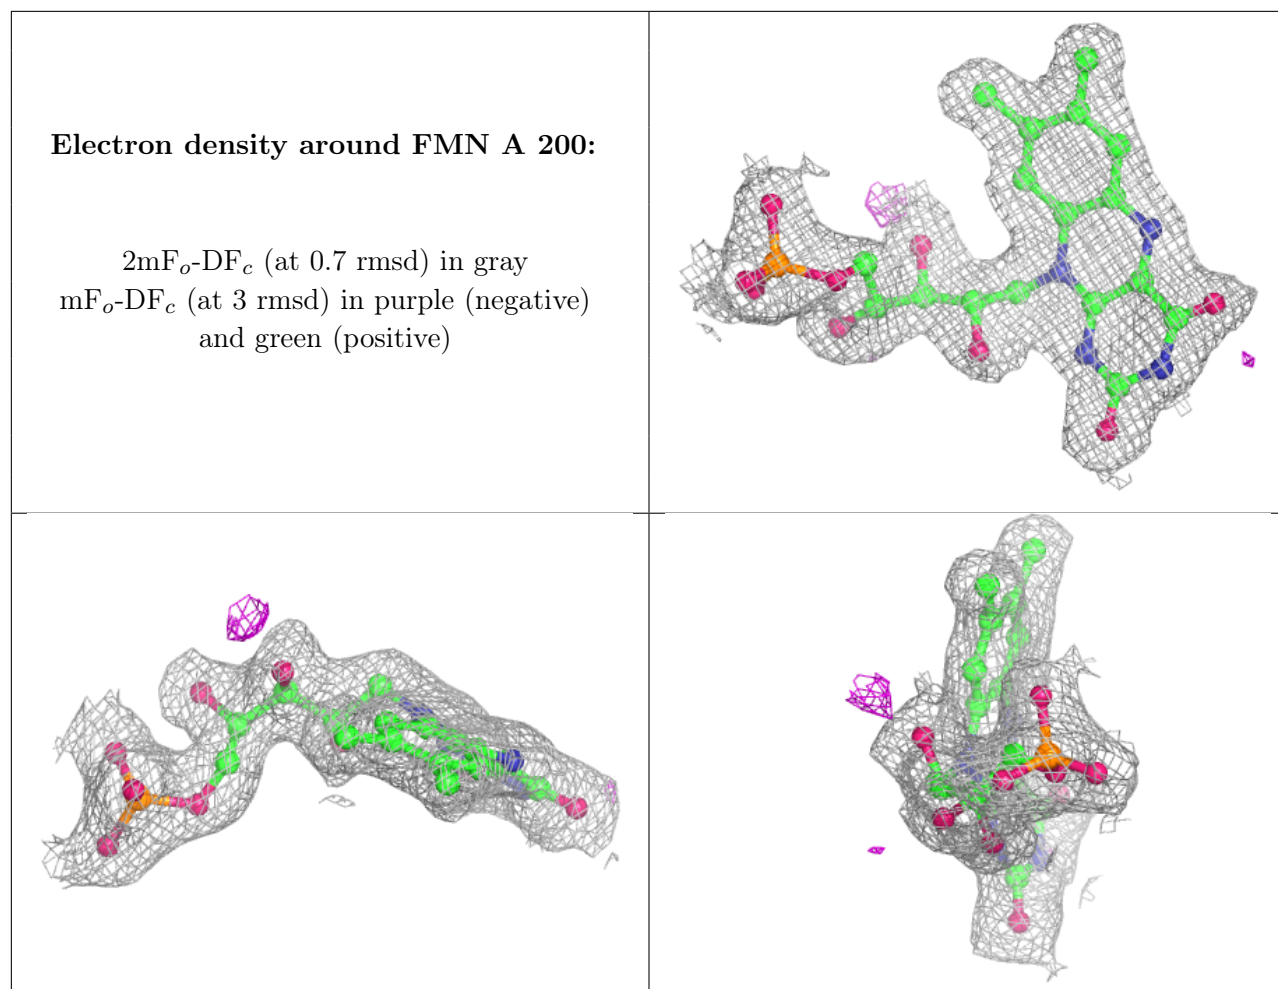 Electron density around FMN A 200:
2mFo-DFc (at 0.7 rmsd) in gray
mFo-DFc (at 3 rmsd) in purple (negative)
and green (positive)